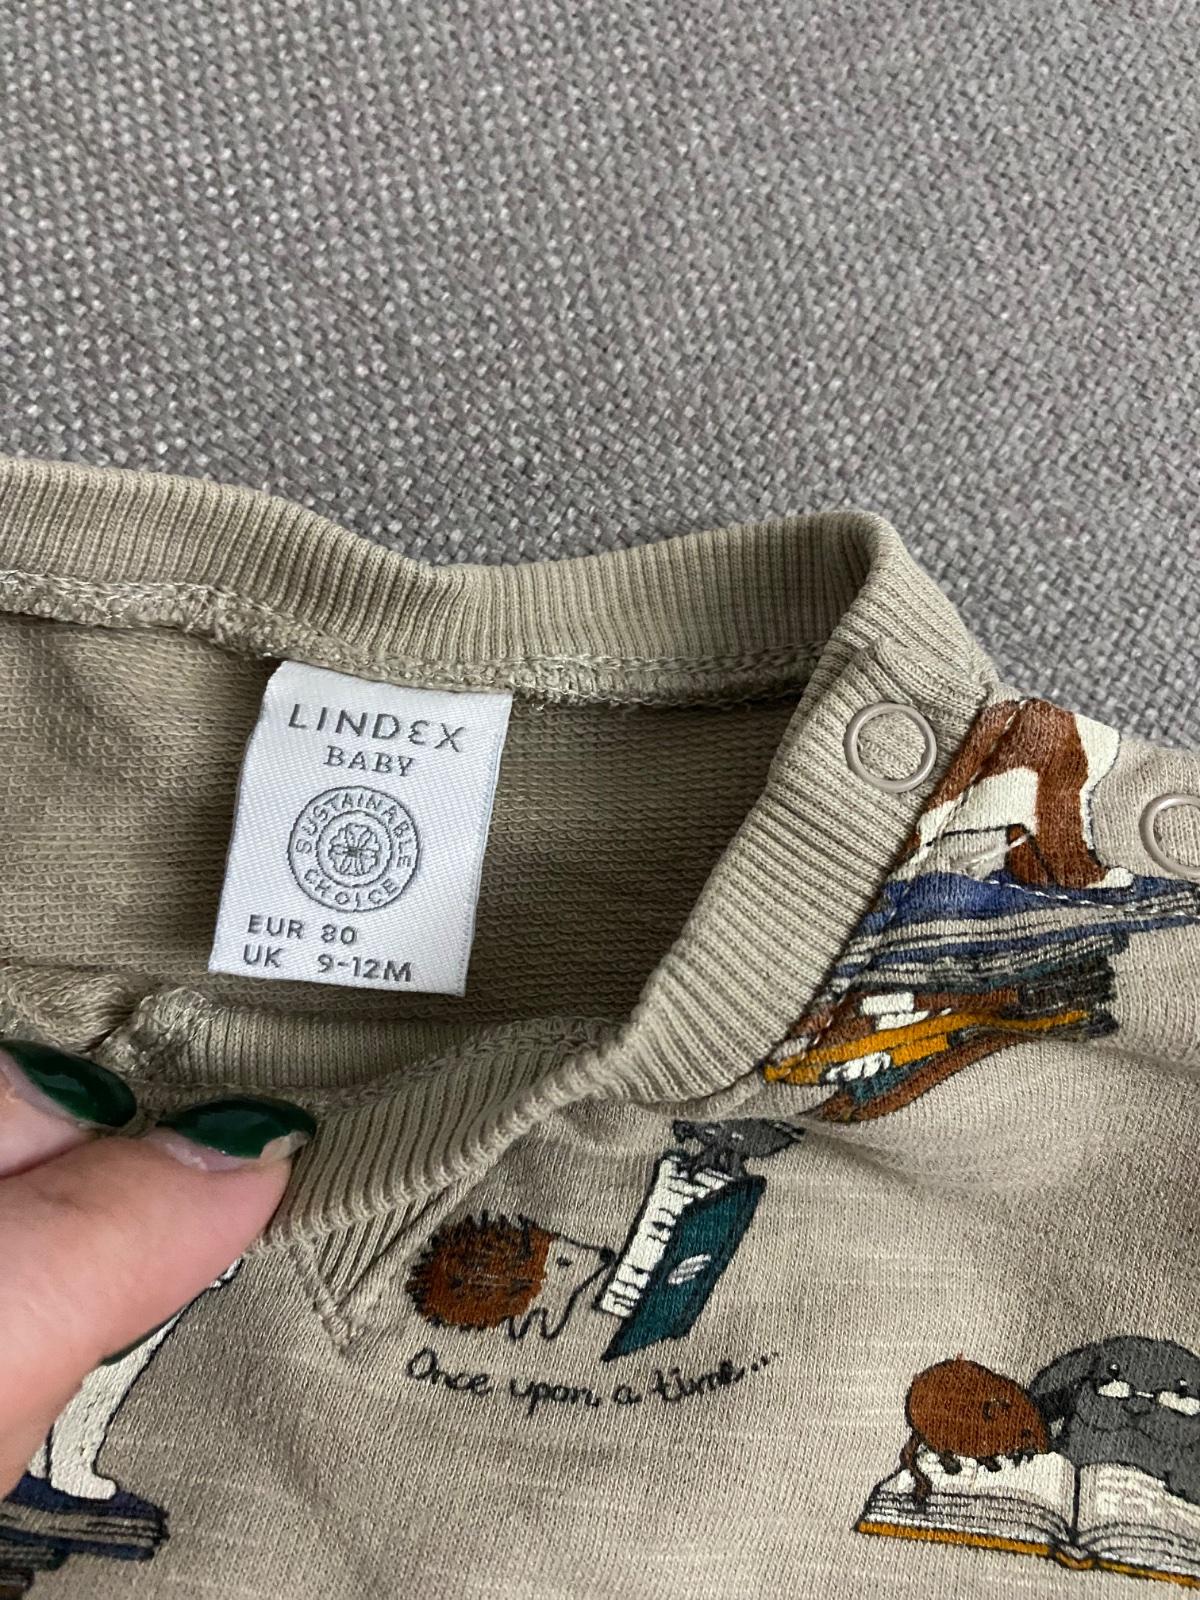 LINDEX
BABY
SUSTAINABLE
CHOICE
EUR 80
UK 9-12M
Once upon a time...